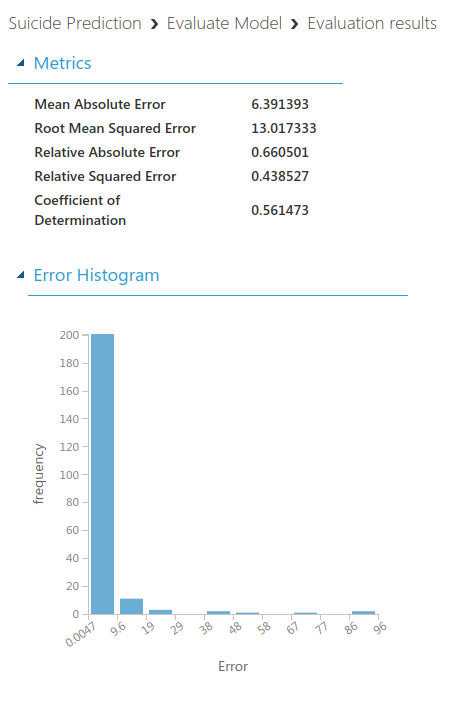 Suicide Prediction › Evaluate Model › Evaluation results
Metrics
Mean Absolute Error 6.391393
Root Mean Squared Error 13.017333
Relative Absolute Error 0.660501
Relative Squared Error 0.438527
Coefficient of
Determination 0.561473
Error Histogram
200
180
160
140
120
100
80
60
40
20
0
frequency
0.0047 9.6 19 29 38 48 58 67 77 86 96
Error